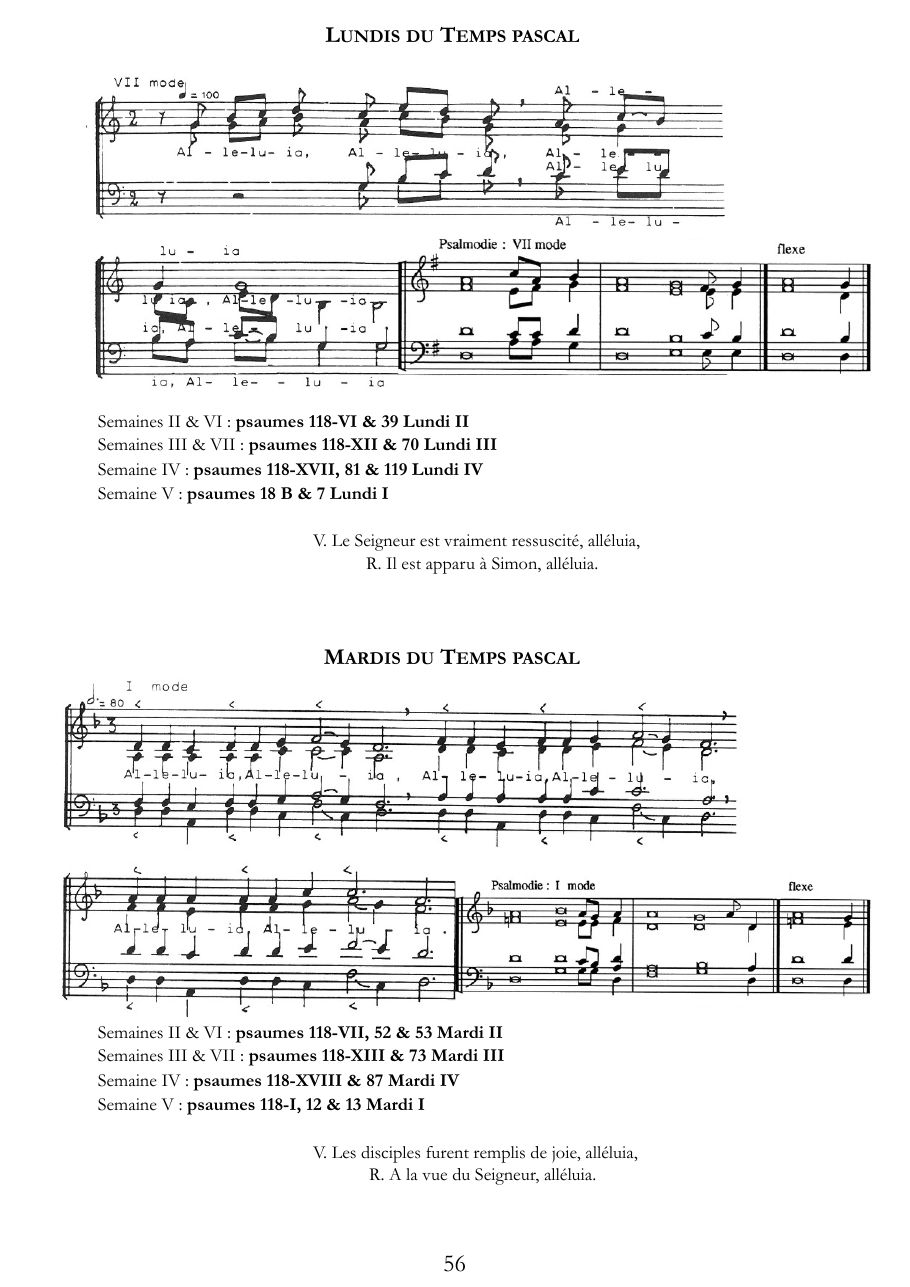 LUNDIS DU TEMPS PASCAL
VII mode
= 100
Al - le -
Al - le-lu- ia, Al - le- lu - ia, Al - le -
Al - le - lu
Al - le- lu -
lu - ia
Psalmodie : VII mode
flexe
lu ia , Al-le -lu -ia
ia, Al - le - lu -ia
ia, Al- le- lu - ia
Semaines II & VI : psaumes 118-VI & 39 Lundi II
Semaines III & VII : psaumes 118-XII & 70 Lundi III
Semaine IV : psaumes 118-XVII, 81 & 119 Lundi IV
Semaine V : psaumes 18 B & 7 Lundi I
V. Le Seigneur est vraiment ressuscité, alléluia,
R. Il est apparu à Simon, alléluia.
MARDIS DU TEMPS PASCAL
I mode
= 80
Al-le-lu- ia,Al-le-lu - ia , Al- le- lu-ia,Al-le - lu - ia,
Psalmodie : I mode
flexe
Al-le- lu - ia, Al- le- lu - ia .
Semaines II & VI : psaumes 118-VII, 52 & 53 Mardi II
Semaines III & VII : psaumes 118-XIII & 73 Mardi III
Semaine IV : psaumes 118-XVIII & 87 Mardi IV
Semaine V : psaumes 118-I, 12 & 13 Mardi I
V. Les disciples furent remplis de joie, alléluia,
R. A la vue du Seigneur, alléluia.
56